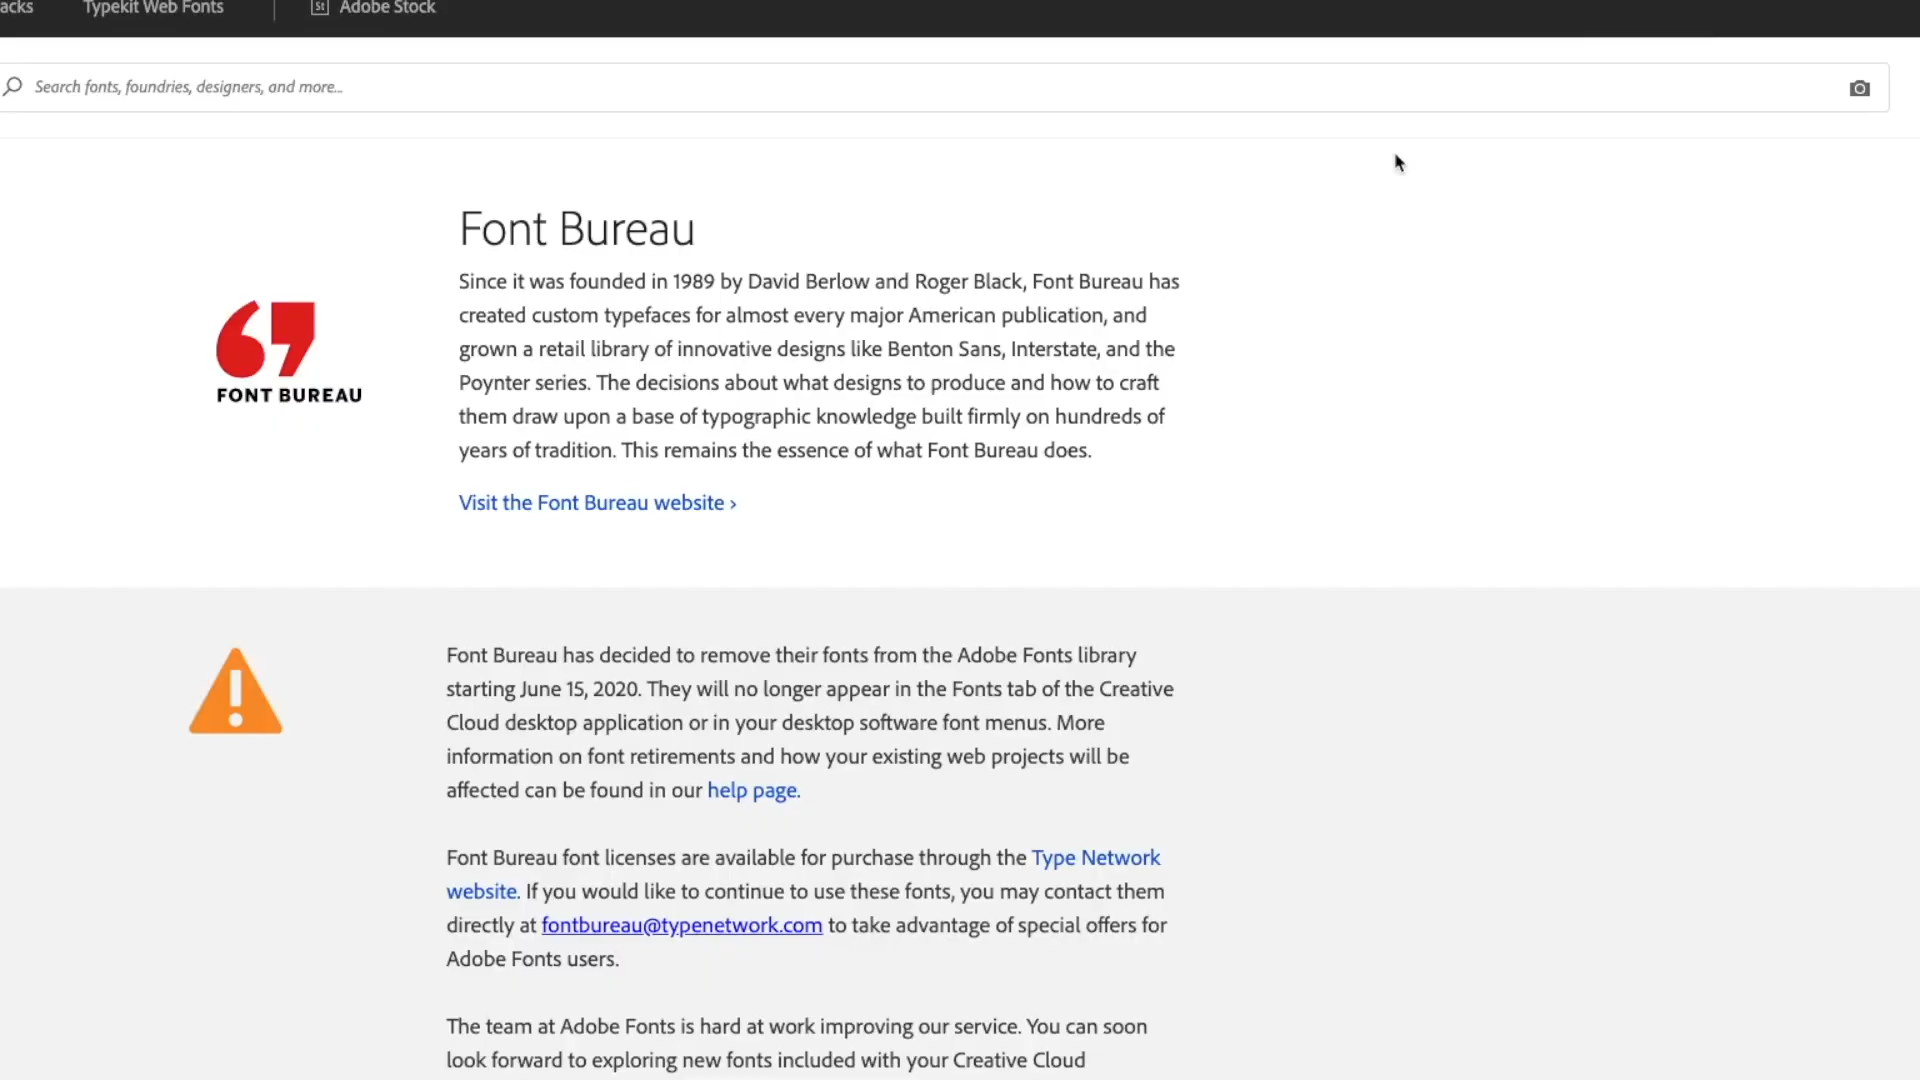 acks Typekit Web Fonts St Adobe Stock
Search fonts, foundries, designers, and more...
Font Bureau
Since it was founded in 1989 by David Berlow and Roger Black, Font Bureau has
created custom typefaces for almost every major American publication, and
grown a retail library of innovative designs like Benton Sans, Interstate, and the
Poynter series. The decisions about what designs to produce and how to craft
them draw upon a base of typographic knowledge built firmly on hundreds of
years of tradition. This remains the essence of what Font Bureau does.
FONT BUREAU
Visit the Font Bureau website ›
Font Bureau has decided to remove their fonts from the Adobe Fonts library
starting June 15, 2020. They will no longer appear in the Fonts tab of the Creative
Cloud desktop application or in your desktop software font menus. More
information on font retirements and how your existing web projects will be
affected can be found in our help page.
Font Bureau font licenses are available for purchase through the Type Network
website. If you would like to continue to use these fonts, you may contact them
directly at fontbureau@typenetwork.com to take advantage of special offers for
Adobe Fonts users.
The team at Adobe Fonts is hard at work improving our service. You can soon
look forward to exploring new fonts included with your Creative Cloud